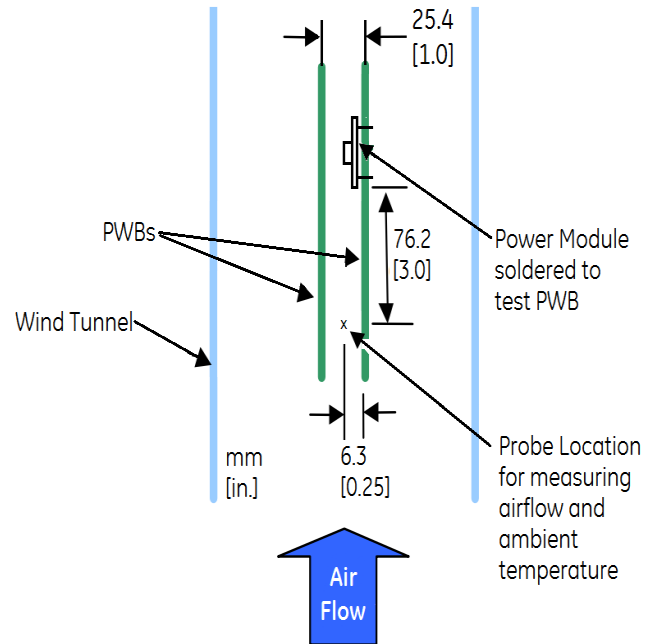 25.4
[1.0]
PWBs
76.2
[3.0]
Power Module
soldered to
test PWB
Wind Tunnel
x
mm
[in.]
6.3
[0.25]
Probe Location
for measuring
airflow and
ambient
temperature
Air
Flow